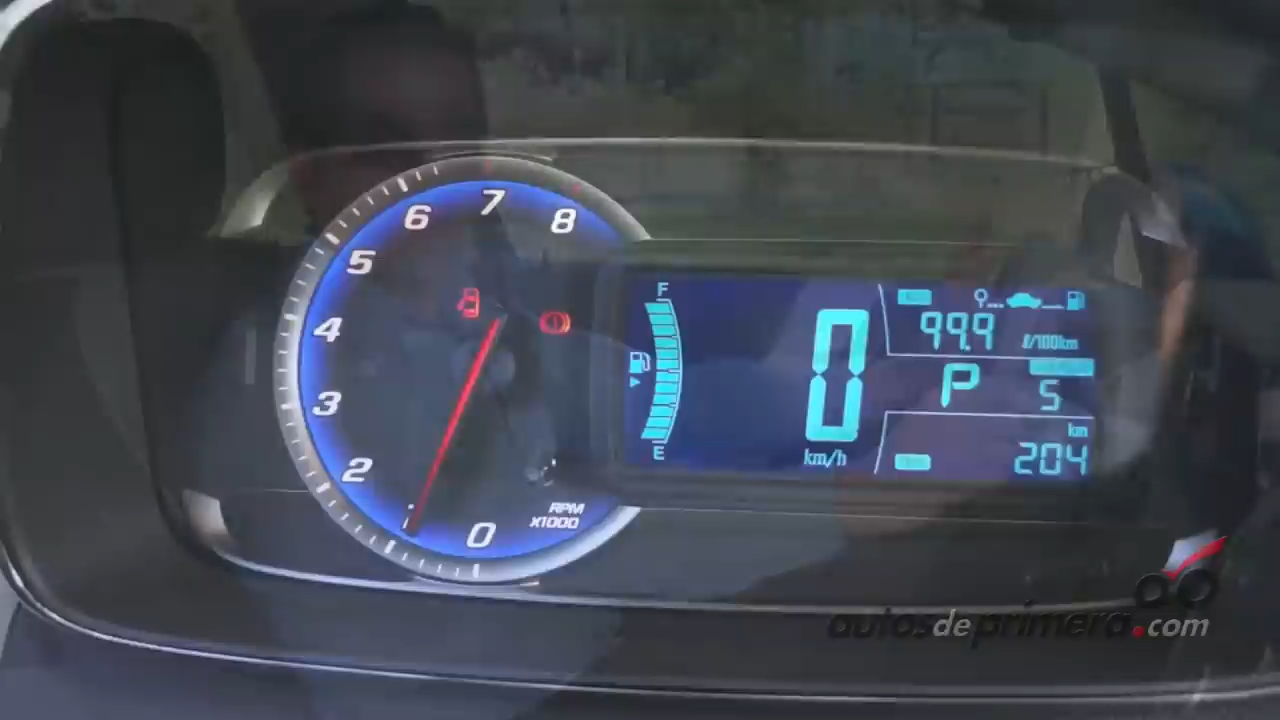 7
6
8
5
4
3
2
0
RPM
X1000
F
E
0
km/h
99.9
ℓ/100km
P
S
km
204
autosdeprimera.com